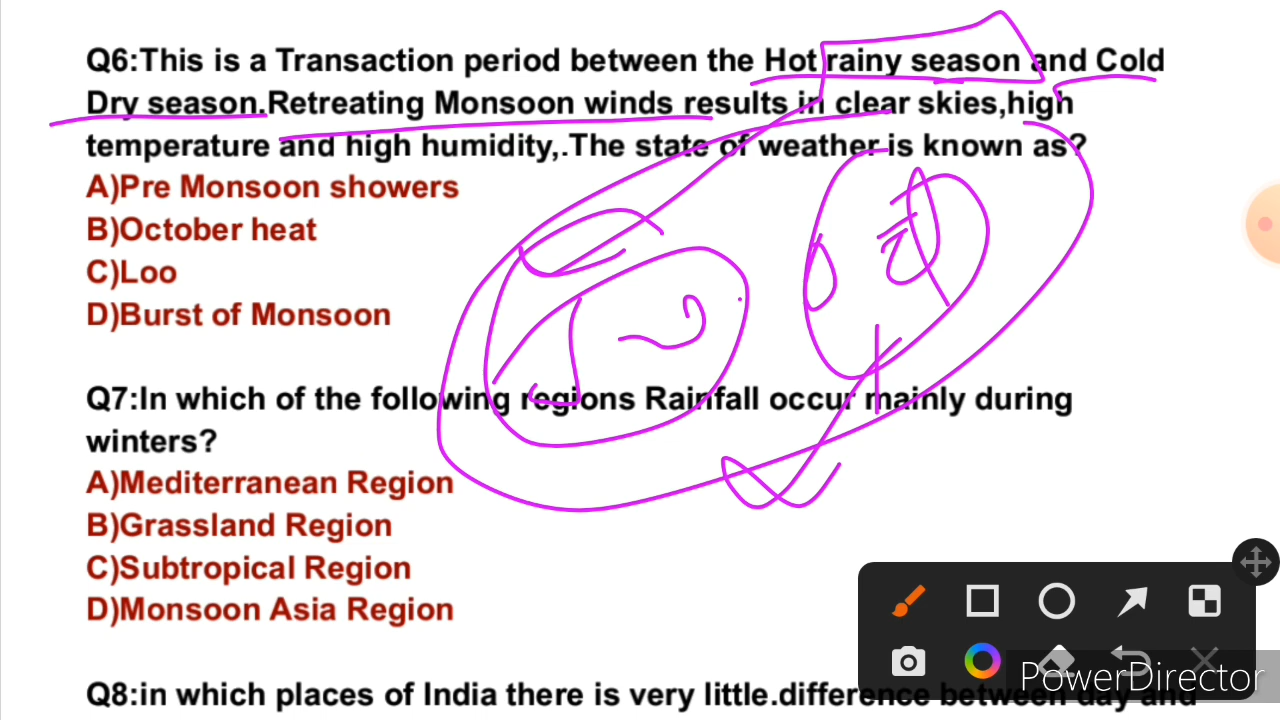 Q6:This is a Transaction period between the Hot rainy season and Cold
Dry season.Retreating Monsoon winds results in clear skies,high
temperature and high humidity,.The state of weather is known as?
A)Pre Monsoon showers
B)October heat
C)Loo
D)Burst of Monsoon
Q7:In which of the following regions Rainfall occur mainly during
winters?
A)Mediterranean Region
B)Grassland Region
C)Subtropical Region
D)Monsoon Asia Region
Q8:in which places of India there is very little.difference between day and
PowerDirector